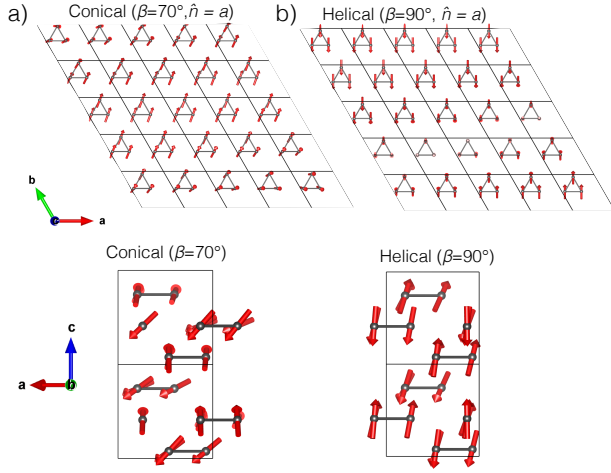 a) Conical (β=70°, n̂ = a)
b) Helical (β=90°, n̂ = a)
b
c
a
Conical (β=70°)
Helical (β=90°)
c
a
b